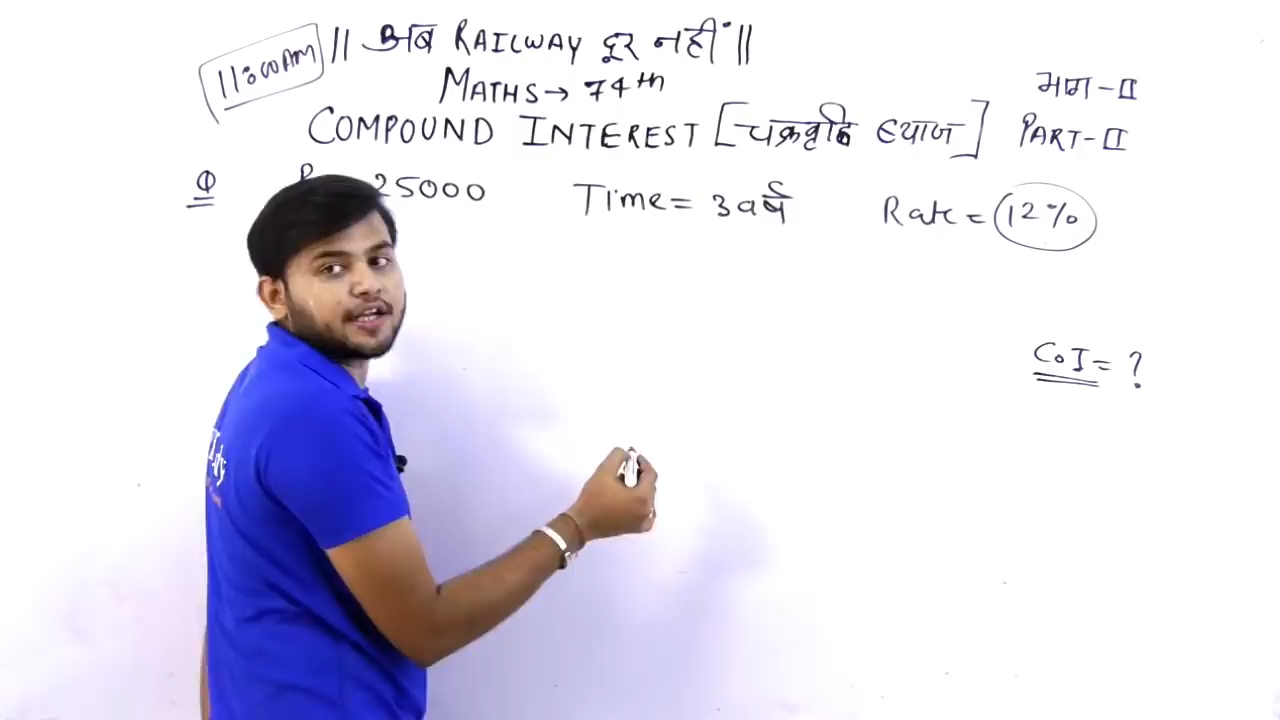 11:00AM || अब RAILWAY दूर नहीं ||
MATHS → 74th
भाग-II
COMPOUND INTEREST [चक्रवृद्धि ब्याज] PART-II
Q 25000 Time = 3 वर्ष Rate = 12%
C.I = ?